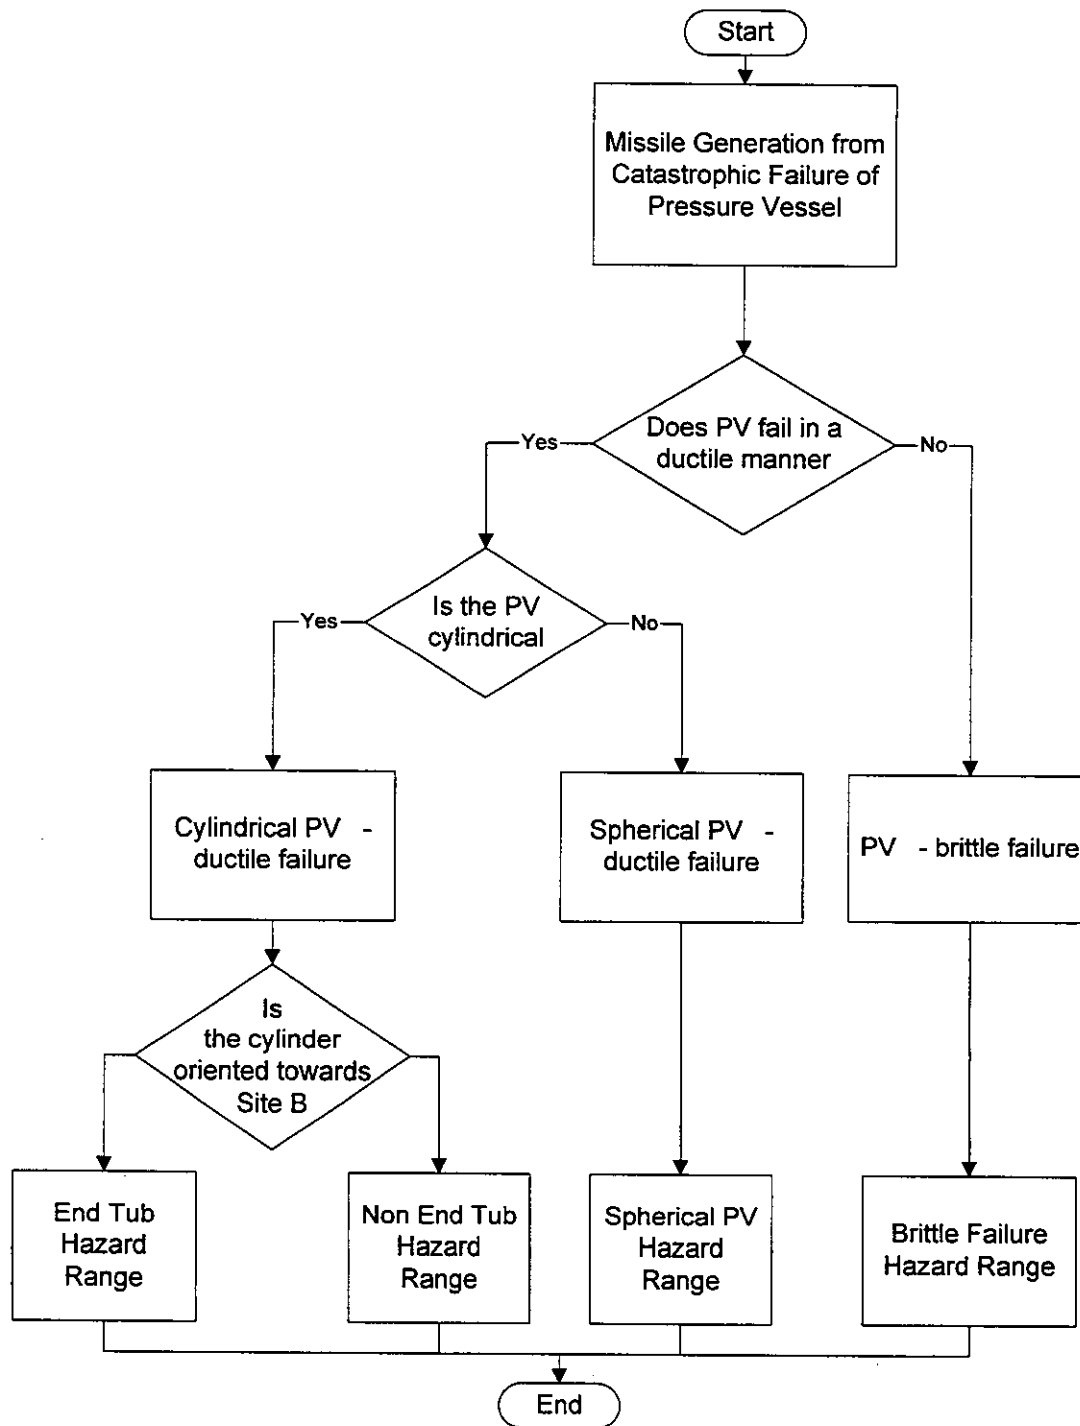 Start
Missile Generation from
Catastrophic Failure of
Pressure Vessel
Does PV fail in a
ductile manner
Yes
No
Is the PV
cylindrical
Yes
No
Cylindrical PV -
ductile failure
Spherical PV -
ductile failure
PV - brittle failure
Is
the cylinder
oriented towards
Site B
End Tub
Hazard
Range
Non End Tub
Hazard
Range
Spherical PV
Hazard
Range
Brittle Failure
Hazard Range
End